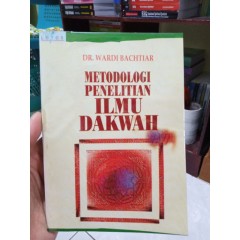 DR. WARDI BACHTIAR
METODOLOGI
PENELITIAN
ILMU
DAKWAH